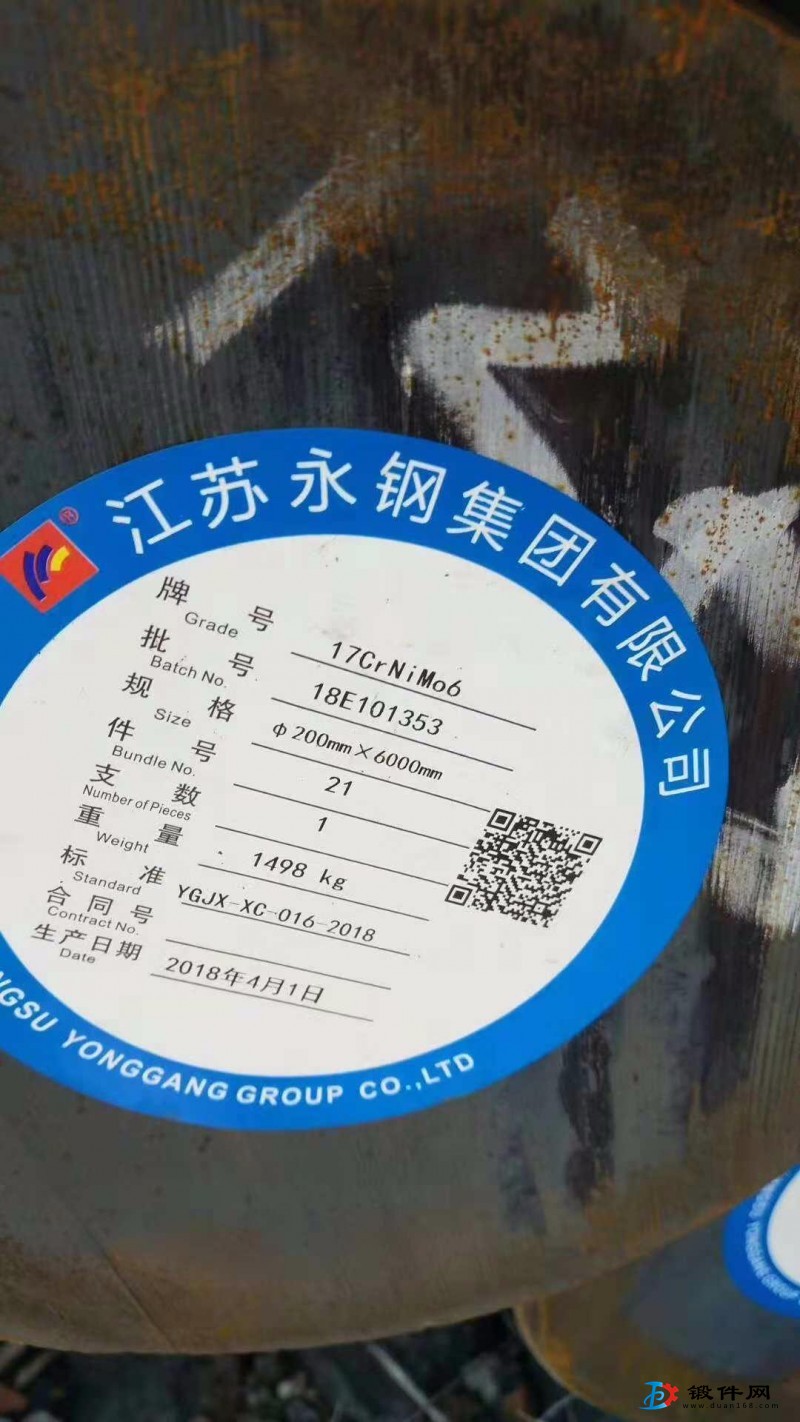 江苏永钢集团有限公司
®
牌号 17CrNiMo6
Grade
批号 18E101353
Batch No.
规格 φ200mm×6000mm
Size
件号 21
Bundle No.
支数 1
Number of Pieces
重量 1498 kg
Weight
标准 YGJX-XC-016-2018
Standard
合同号
Contract No.
生产日期 2018年4月1日
Date
NGSU YONGGANG GROUP CO.,LTD
YONGGANG GROUP
锻件网
www.duan168.com